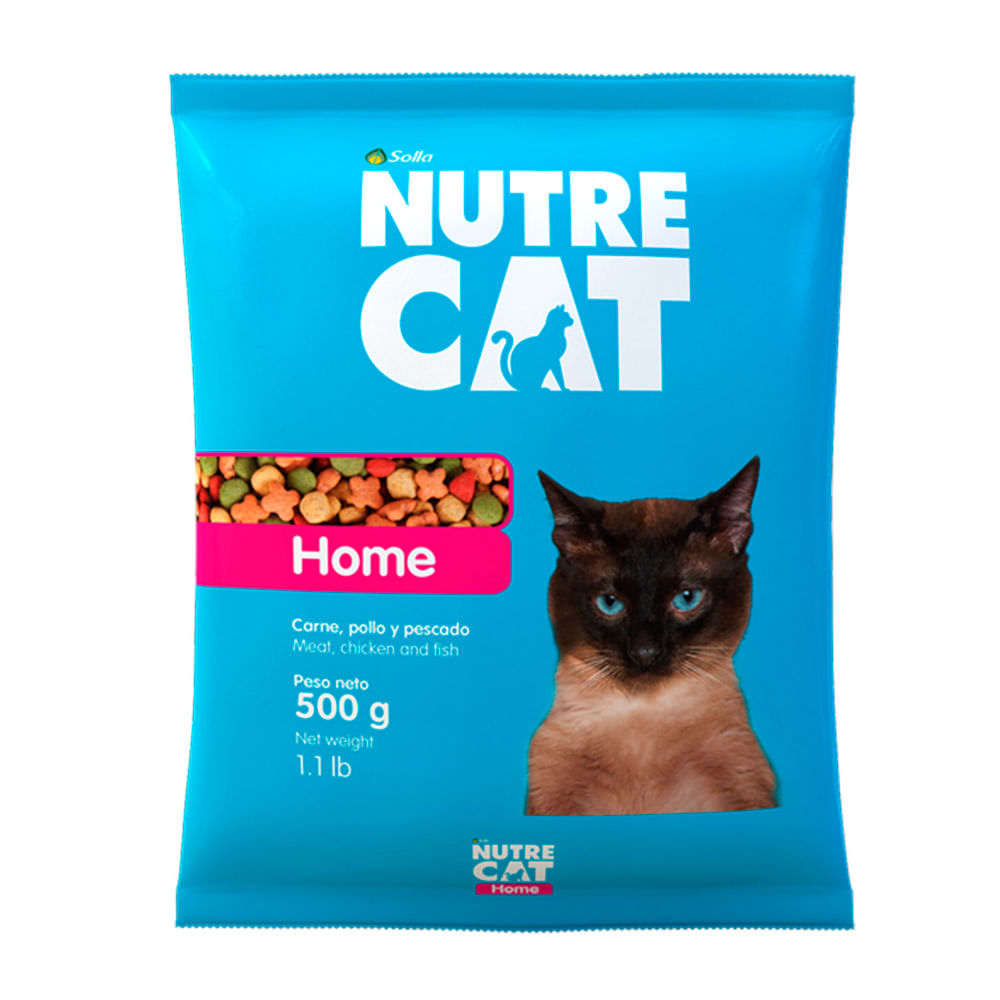 Solla
NUTRE
CAT
Home
Carne, pollo y pescado
Meat, chicken and fish
Peso neto
500 g
Net weight
1.1 lb
NUTRE
CAT
Home